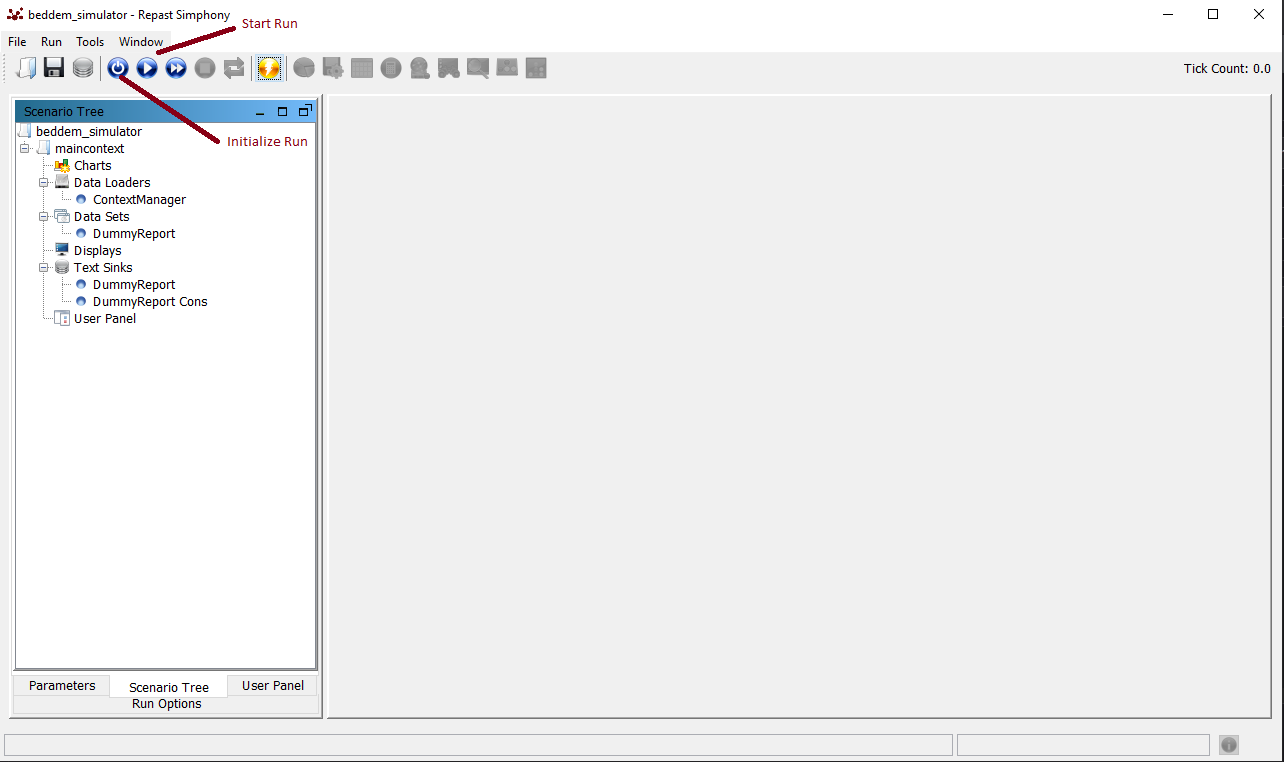 beddem_simulator - Repast Simphony
Start Run
File Run Tools Window
Tick Count: 0.0
Scenario Tree
Initialize Run
beddem_simulator
maincontext
Charts
Data Loaders
ContextManager
Data Sets
DummyReport
Displays
Text Sinks
DummyReport
DummyReport Cons
User Panel
Parameters Scenario Tree User Panel
Run Options